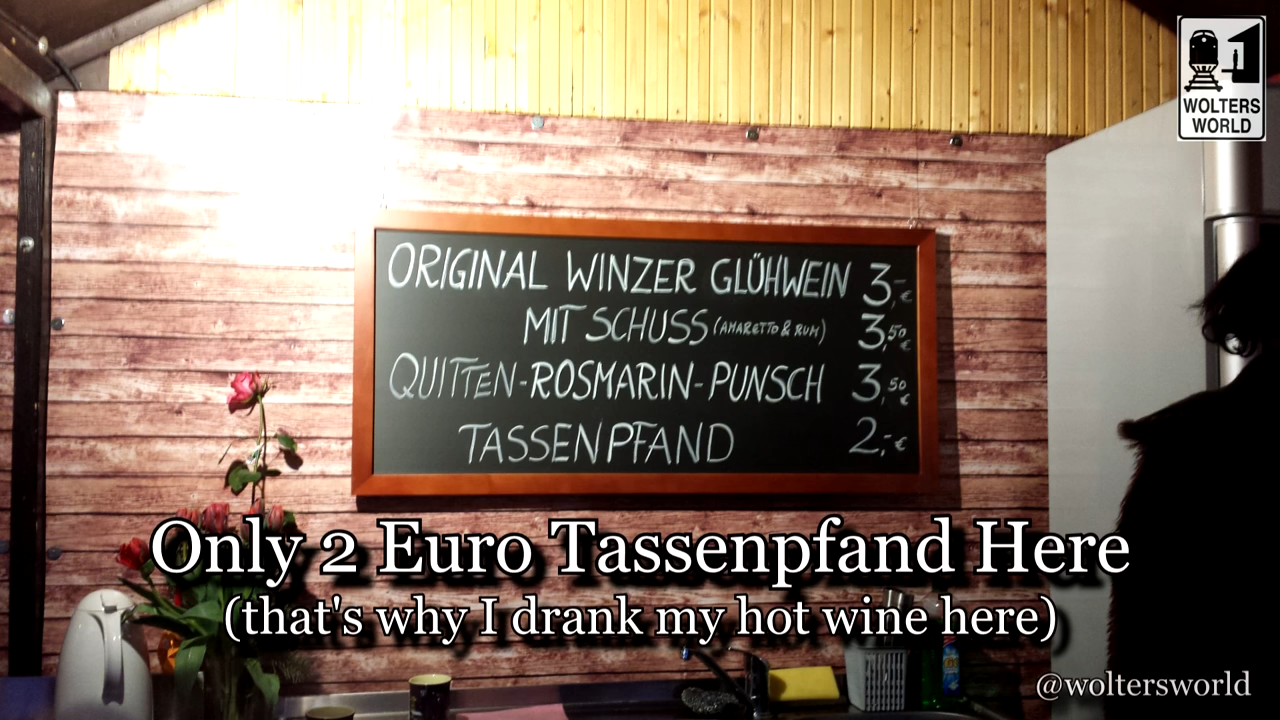 WOLTERS
WORLD
ORIGINAL WINZER GLÜHWEIN 3,-€
MIT SCHUSS (AMARETTO & RUM) 3,50€
QUITTEN-ROSMARIN-PUNSCH 3,50€
TASSENPFAND 2,-€
Only 2 Euro Tassenpfand Here
(that's why I drank my hot wine here)
@woltersworld